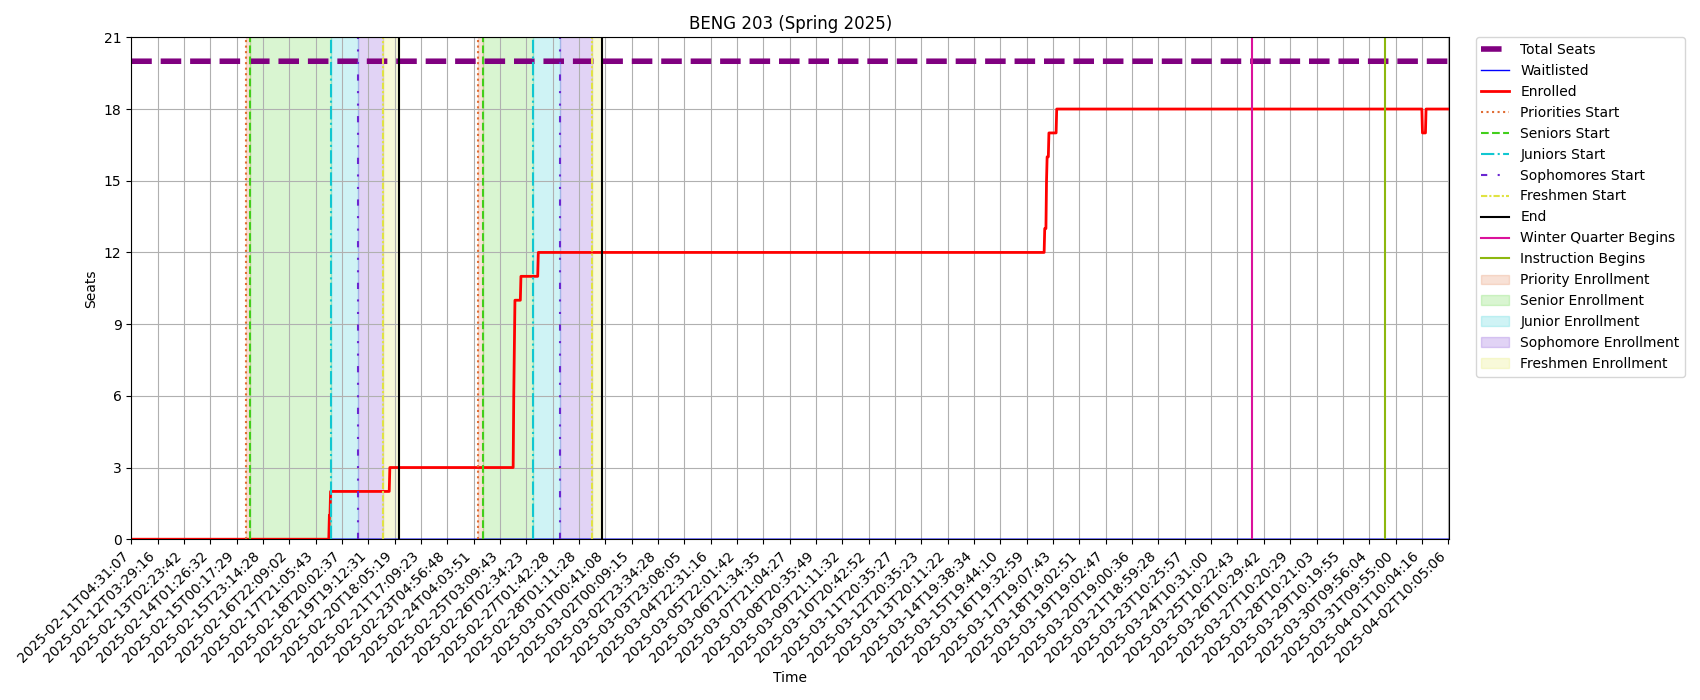 BENG 203 (Spring 2025)
21
18
15
12
9
6
3
0
Seats
2025-02-11T04:31:07
2025-02-12T03:29:16
2025-02-13T02:23:42
2025-02-14T01:26:32
2025-02-15T00:17:29
2025-02-15T23:14:28
2025-02-16T22:09:02
2025-02-17T21:05:43
2025-02-18T20:02:37
2025-02-19T19:12:31
2025-02-20T18:05:19
2025-02-21T17:09:23
2025-02-23T04:56:48
2025-02-24T04:03:51
2025-02-25T03:09:43
2025-02-26T02:34:23
2025-02-27T01:42:28
2025-02-28T01:11:28
2025-03-01T00:41:08
2025-03-02T00:09:15
2025-03-02T23:34:28
2025-03-03T23:08:05
2025-03-04T22:31:16
2025-03-05T22:01:42
2025-03-06T21:34:35
2025-03-07T21:04:27
2025-03-08T20:35:49
2025-03-09T21:11:32
2025-03-10T20:42:52
2025-03-11T20:35:27
2025-03-12T20:35:23
2025-03-13T20:11:22
2025-03-14T19:38:34
2025-03-15T19:44:10
2025-03-16T19:32:59
2025-03-17T19:07:43
2025-03-18T19:02:51
2025-03-19T19:02:47
2025-03-20T19:00:36
2025-03-21T18:59:28
2025-03-23T10:25:57
2025-03-24T10:31:00
2025-03-25T10:22:43
2025-03-26T10:29:42
2025-03-27T10:20:29
2025-03-28T10:21:03
2025-03-29T10:19:55
2025-03-30T09:56:04
2025-03-31T09:55:00
2025-04-01T10:04:16
2025-04-02T10:05:06
Time
Total Seats
Waitlisted
Enrolled
Priorities Start
Seniors Start
Juniors Start
Sophomores Start
Freshmen Start
End
Winter Quarter Begins
Instruction Begins
Priority Enrollment
Senior Enrollment
Junior Enrollment
Sophomore Enrollment
Freshmen Enrollment